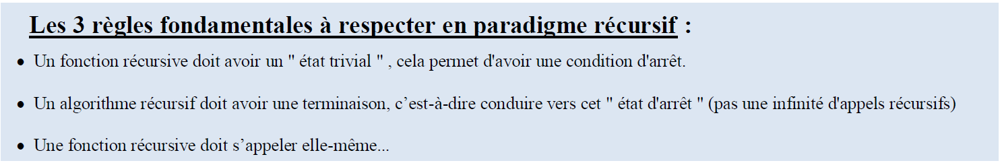 Les 3 règles fondamentales à respecter en paradigme récursif :
• Un fonction récursive doit avoir un " état trivial " , cela permet d'avoir une condition d'arrêt.
• Un algorithme récursif doit avoir une terminaison, c’est-à-dire conduire vers cet " état d'arrêt " (pas une infinité d'appels récursifs)
• Une fonction récursive doit s’appeler elle-même...